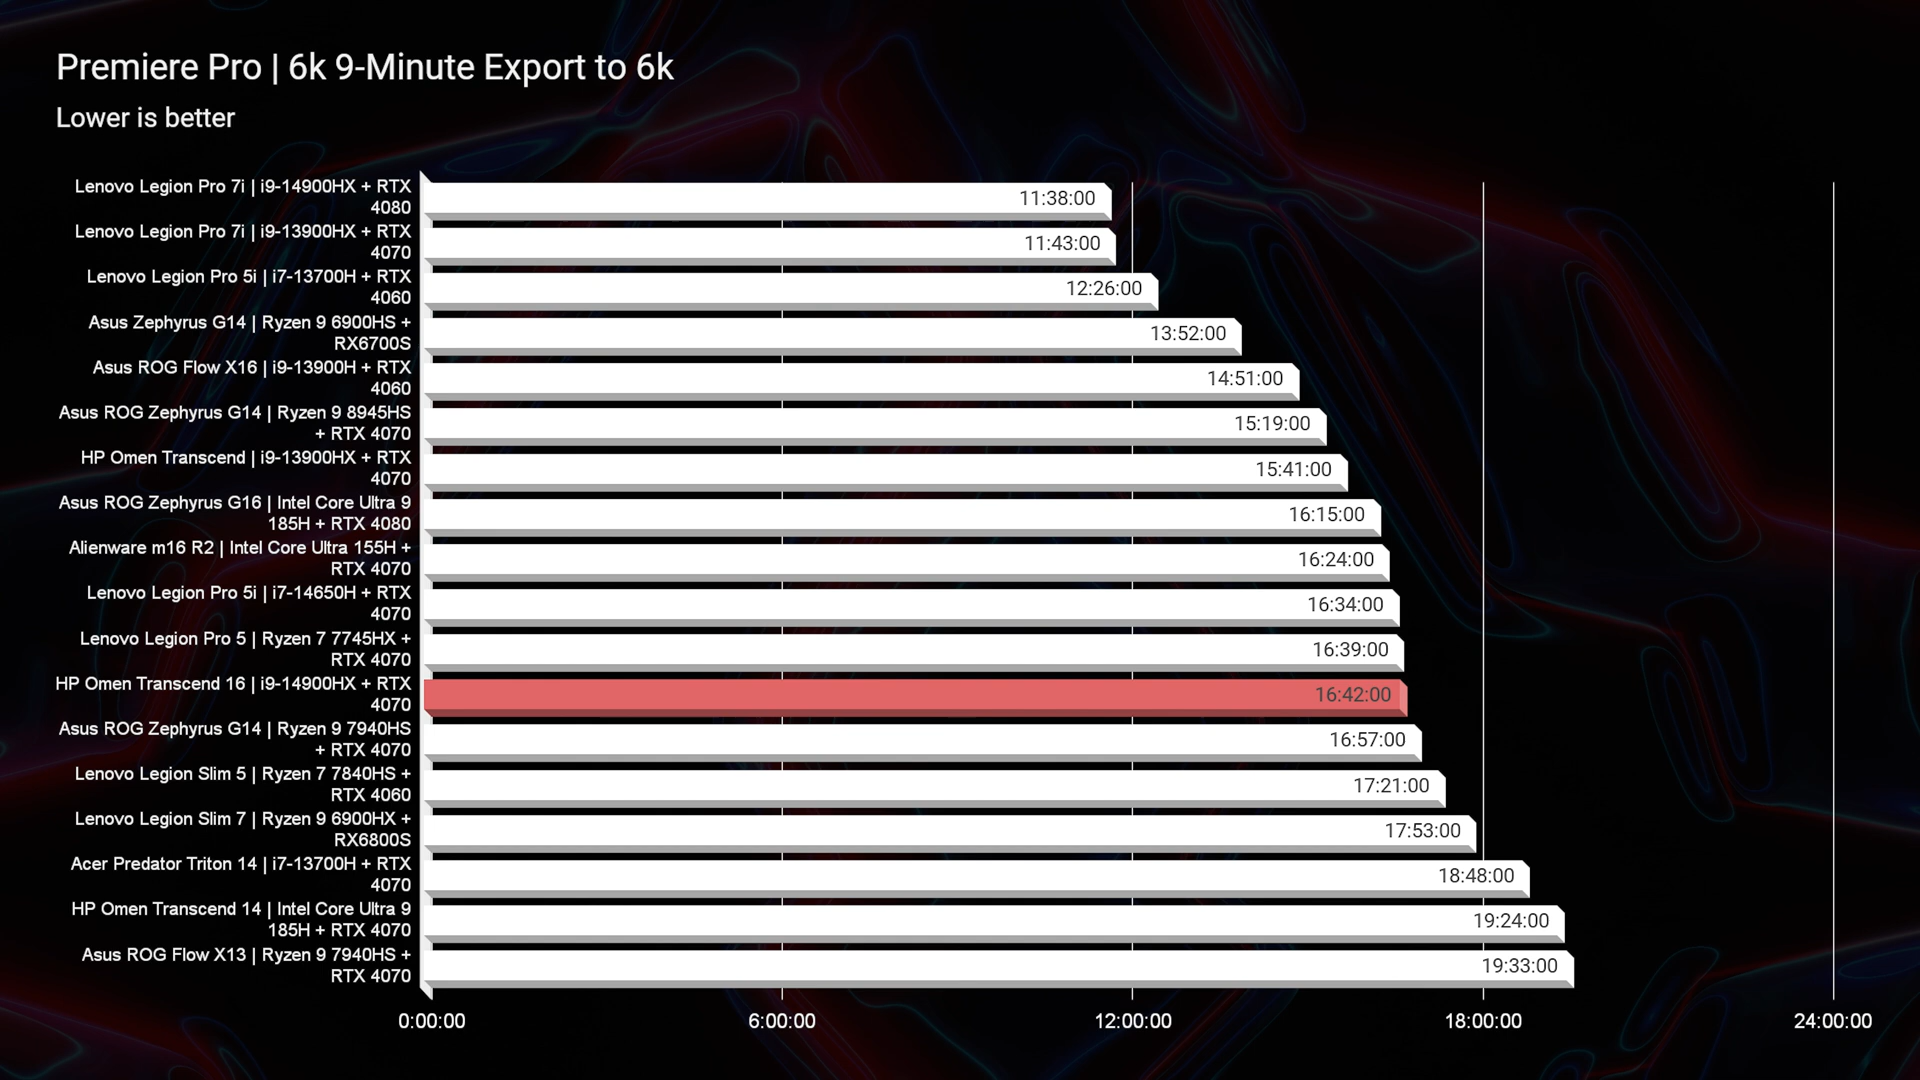 Premiere Pro | 6k 9-Minute Export to 6k
Lower is better
Lenovo Legion Pro 7i | i9-14900HX + RTX
4080
11:38:00
Lenovo Legion Pro 7i | i9-13900HX + RTX
4070
11:43:00
Lenovo Legion Pro 5i | i7-13700H + RTX
4060
12:26:00
Asus Zephyrus G14 | Ryzen 9 6900HS +
RX6700S
13:52:00
Asus ROG Flow X16 | i9-13900H + RTX
4060
14:51:00
Asus ROG Zephyrus G14 | Ryzen 9 8945HS
+ RTX 4070
15:19:00
HP Omen Transcend | i9-13900HX + RTX
4070
15:41:00
Asus ROG Zephyrus G16 | Intel Core Ultra 9
185H + RTX 4080
16:15:00
Alienware m16 R2 | Intel Core Ultra 155H +
RTX 4070
16:24:00
Lenovo Legion Pro 5i | i7-14650H + RTX
4070
16:34:00
Lenovo Legion Pro 5 | Ryzen 7 7745HX +
RTX 4070
16:39:00
HP Omen Transcend 16 | i9-14900HX + RTX
4070
16:42:00
Asus ROG Zephyrus G14 | Ryzen 9 7940HS
+ RTX 4070
16:57:00
Lenovo Legion Slim 5 | Ryzen 7 7840HS +
RTX 4060
17:21:00
Lenovo Legion Slim 7 | Ryzen 9 6900HX +
RX6800S
17:53:00
Acer Predator Triton 14 | i7-13700H + RTX
4070
18:48:00
HP Omen Transcend 14 | Intel Core Ultra 9
185H + RTX 4070
19:24:00
Asus ROG Flow X13 | Ryzen 9 7940HS +
RTX 4070
19:33:00
0:00:00 6:00:00 12:00:00 18:00:00 24:00:00